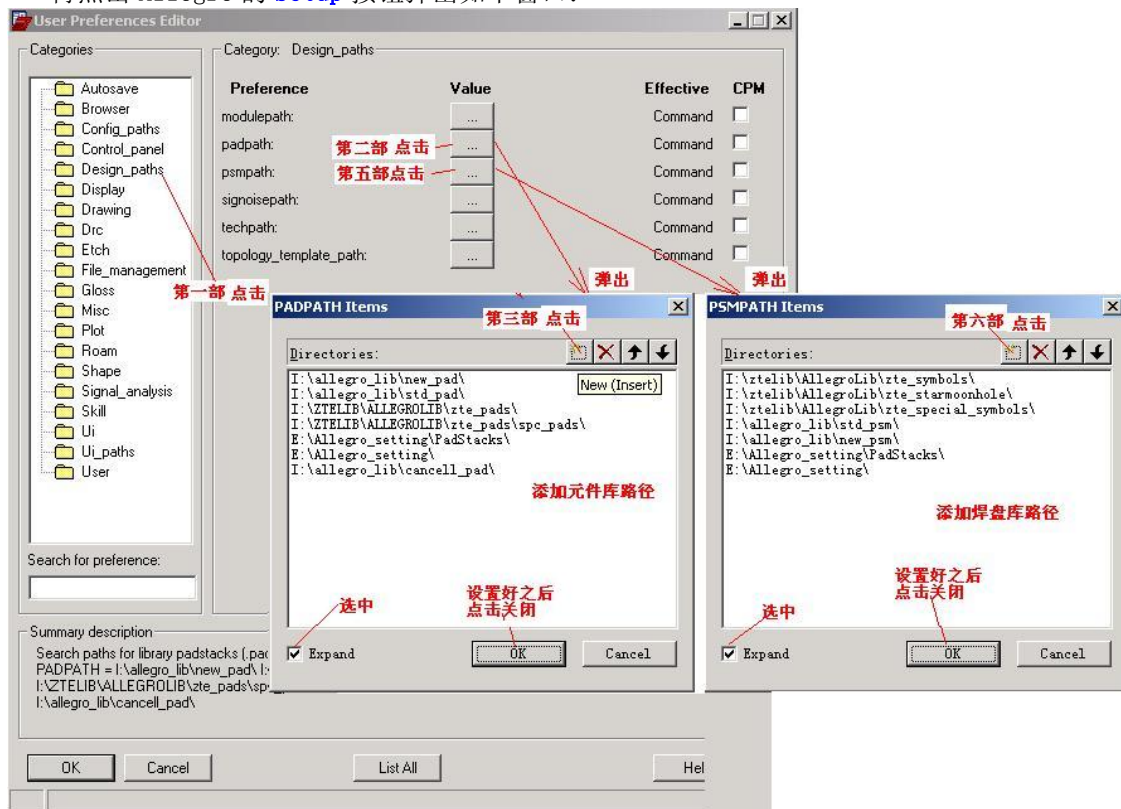 User Preferences Editor
Categories
Autosave
Browser
Config_paths
Control_panel
Design_paths
Display
Drawing
Drc
Etch
File_management
Gloss
Misc
Plot
Roam
Shape
Signal_analysis
Skill
Ui
Ui_paths
User
第一部 点击
Search for preference:
Category: Design_paths
Preference Value Effective CPM
modulepath: ... Command
padpath: 第二部 点击 ... Command
psmpath: 第五部点击 ... Command
signoisepath: ... Command
techpath: ... Command
topology_template_path: ... Command
弹出
弹出
PADPATH Items
第三部 点击
Directories:
New (Insert)
I:\allegro_lib\new_pad\
I:\allegro_lib\std_pad\
I:\ZTELIB\ALLEGROLIB\zte_pads\
I:\ZTELIB\ALLEGROLIB\zte_pads\spc_pads\
E:\Allegro_setting\PadStacks\
E:\Allegro_setting\
I:\allegro_lib\cancell_pad\
添加元件库路径
选中
设置好之后
点击关闭
Expand
OK
Cancel
PSMPATH Items
第六部 点击
Directories:
I:\ztelib\AllegroLib\zte_symbols\
I:\ztelib\AllegroLib\zte_starmoonhole\
I:\ztelib\AllegroLib\zte_special_symbols\
I:\allegro_lib\std_psm\
I:\allegro_lib\new_psm\
E:\Allegro_setting\PadStacks\
E:\Allegro_setting\
添加焊盘库路径
选中
设置好之后
点击关闭
Expand
OK
Cancel
Summary description
Search paths for library padstacks (.pac
PADPATH = I:\allegro_lib\new_pad\ I:
I:\ZTELIB\ALLEGROLIB\zte_pads\sp
I:\allegro_lib\cancell_pad\
OK
Cancel
List All
Hel